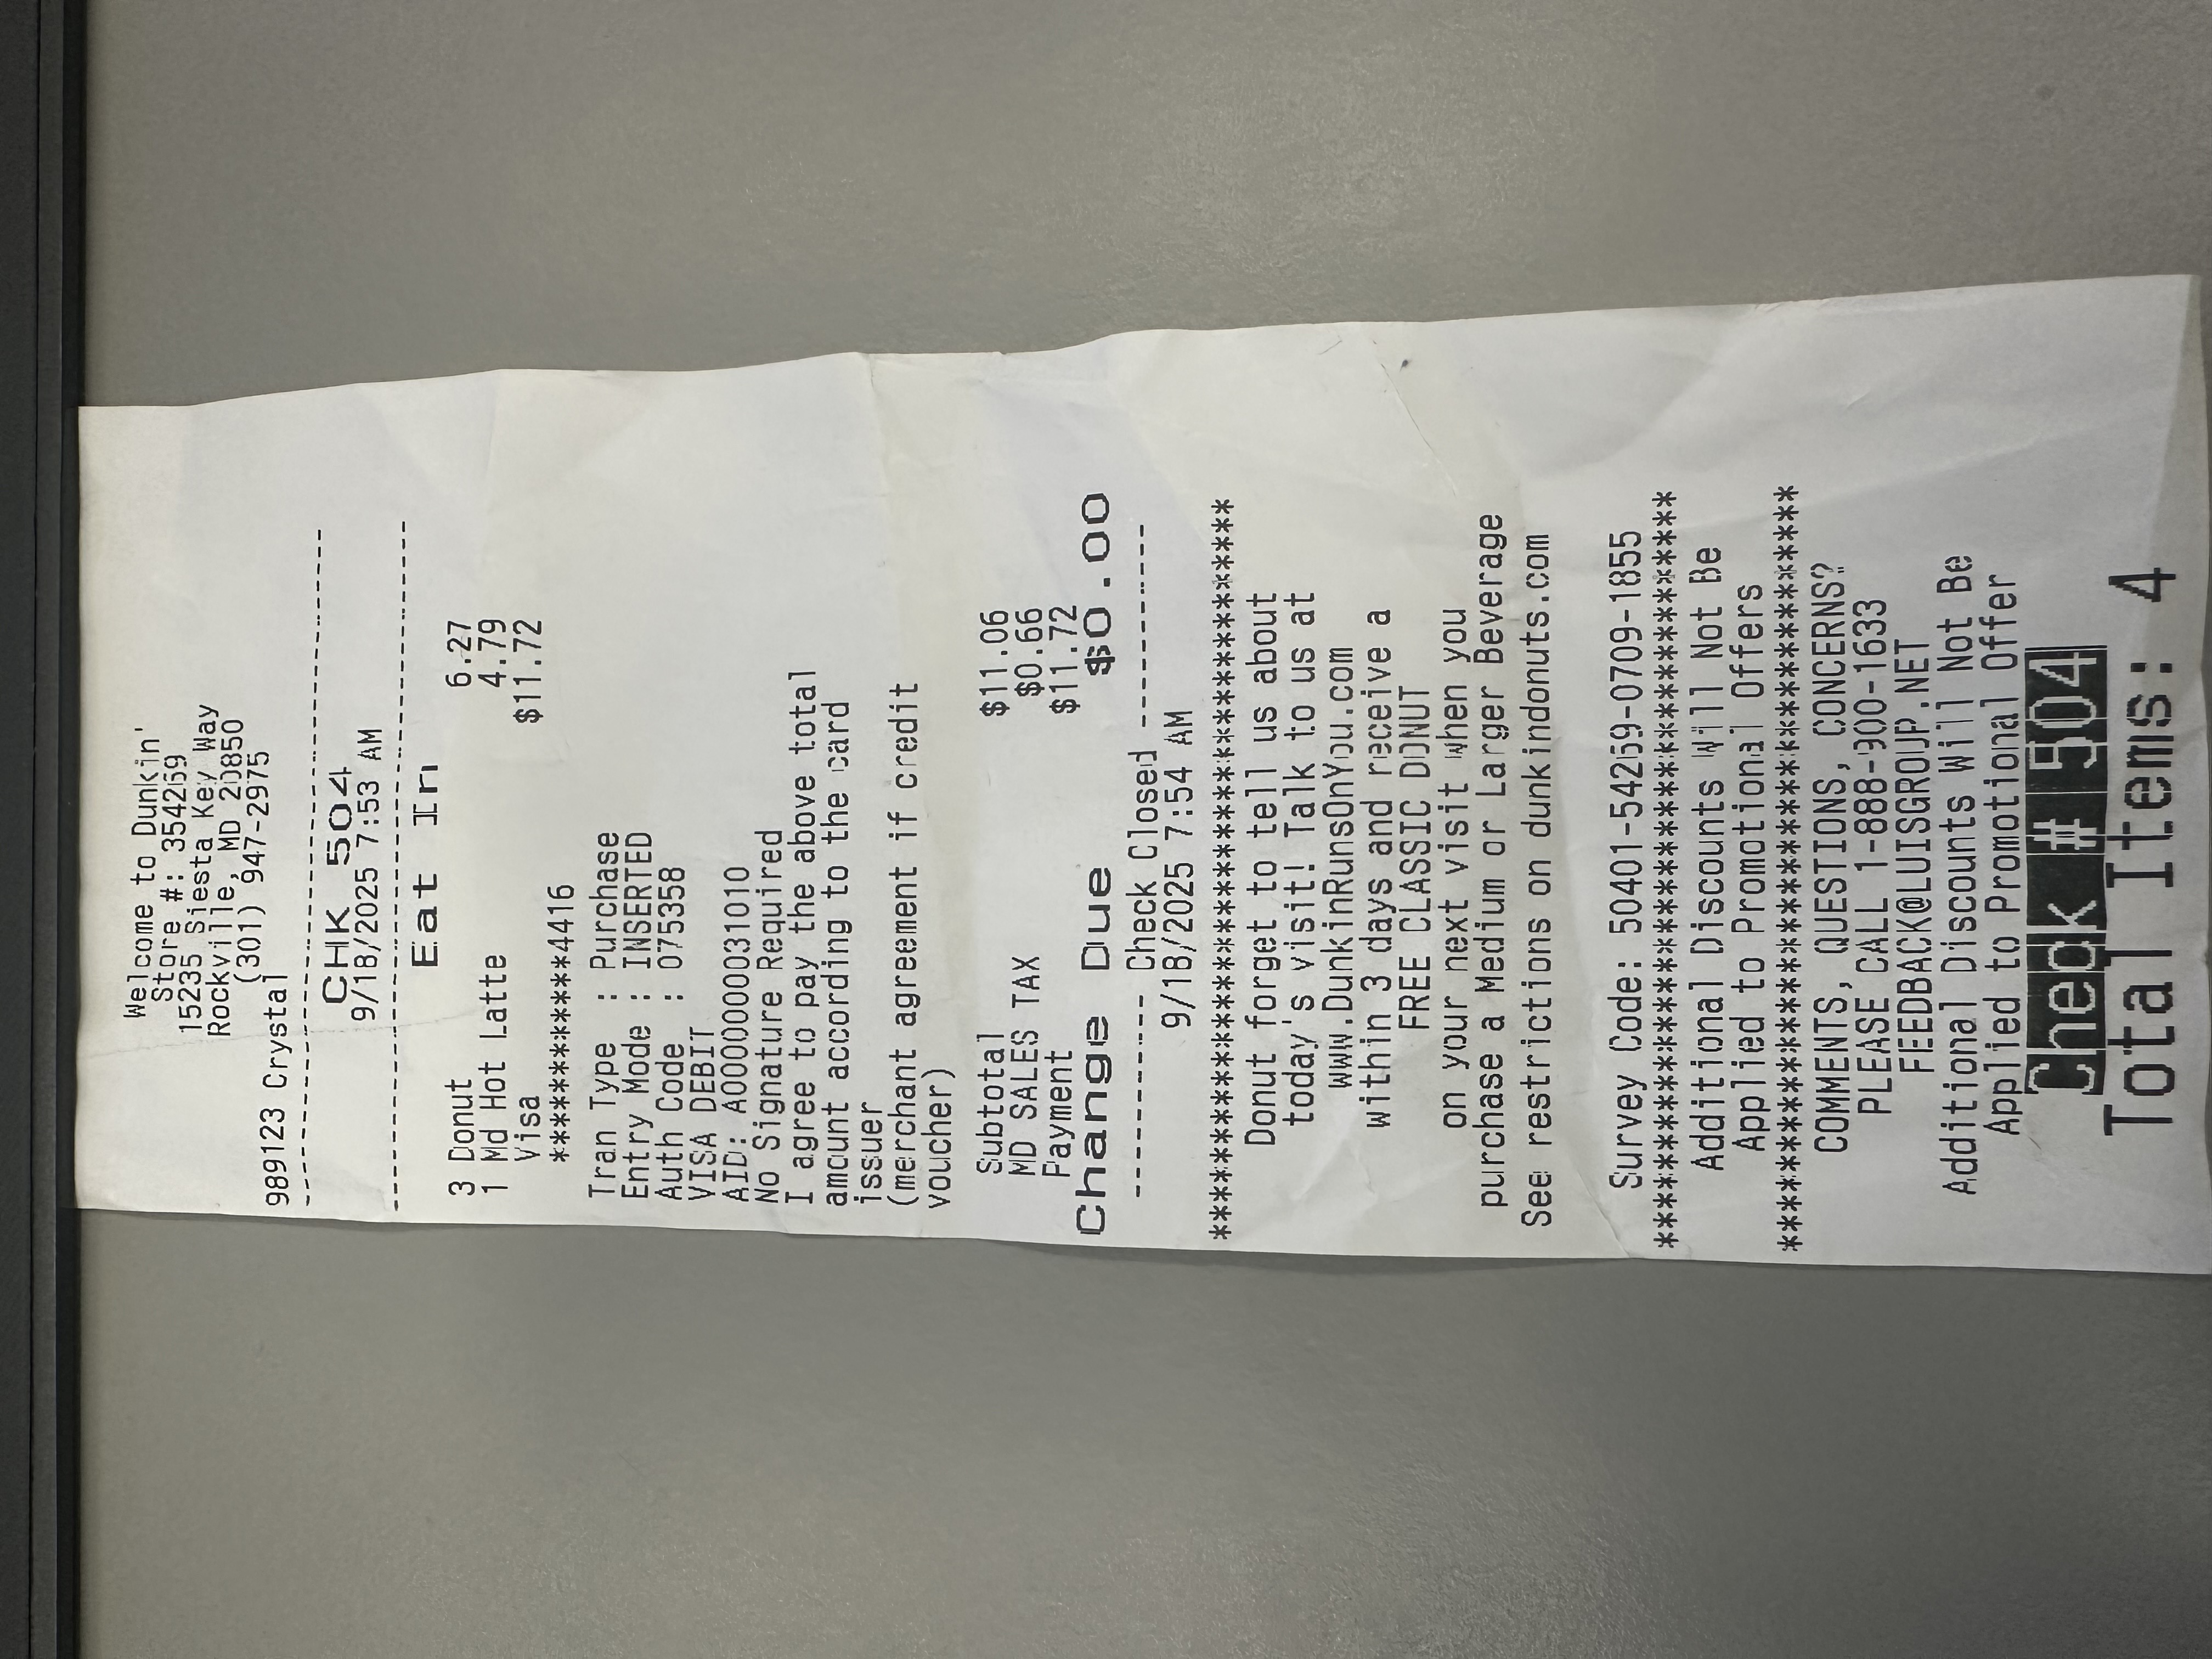 Welcome to Dunkin'
Store #: 354259
15235 Siesta Key Way
Rockville, MD 20850
(301) 947-2975
989123 Crystal
--------------------------------
CHK 504
9/18/2025 7:53 AM
--------------------------------
Eat In
3 Donut 6.27
1 Md Hot Latte 4.79
Visa $11.72
************4416
Tran Type : Purchase
Entry Mode : INSERTED
Auth Code : 075358
VISA DEBIT
AID: A0000000031010
No Signature Required
I agree to pay the above total
amount according to the card
issuer
(merchant agreement if credit
voucher)
Subtotal $11.06
MD SALES TAX $0.66
Payment $11.72
Change Due $0.00
--------- Check Closed ---------
9/18/2025 7:54 AM
**********************************
Donut forget to tell us about
today's visit! Talk to us at
www.DunkinRunsOnYou.com
within 3 days and receive a
FREE CLASSIC DONUT
on your next visit when you
purchase a Medium or Larger Beverage
See restrictions on dunkindonuts.com
Survey Code: 50401-54259-0709-1855
**********************************
Additional Discounts Will Not Be
Applied to Promotional Offers
**********************************
COMMENTS, QUESTIONS, CONCERNS?
PLEASE CALL 1-888-900-1633
FEEDBACK@LUISGROUP.NET
Additional Discounts Will Not Be
Applied to Promotional Offer
Check # 504
Total Items: 4